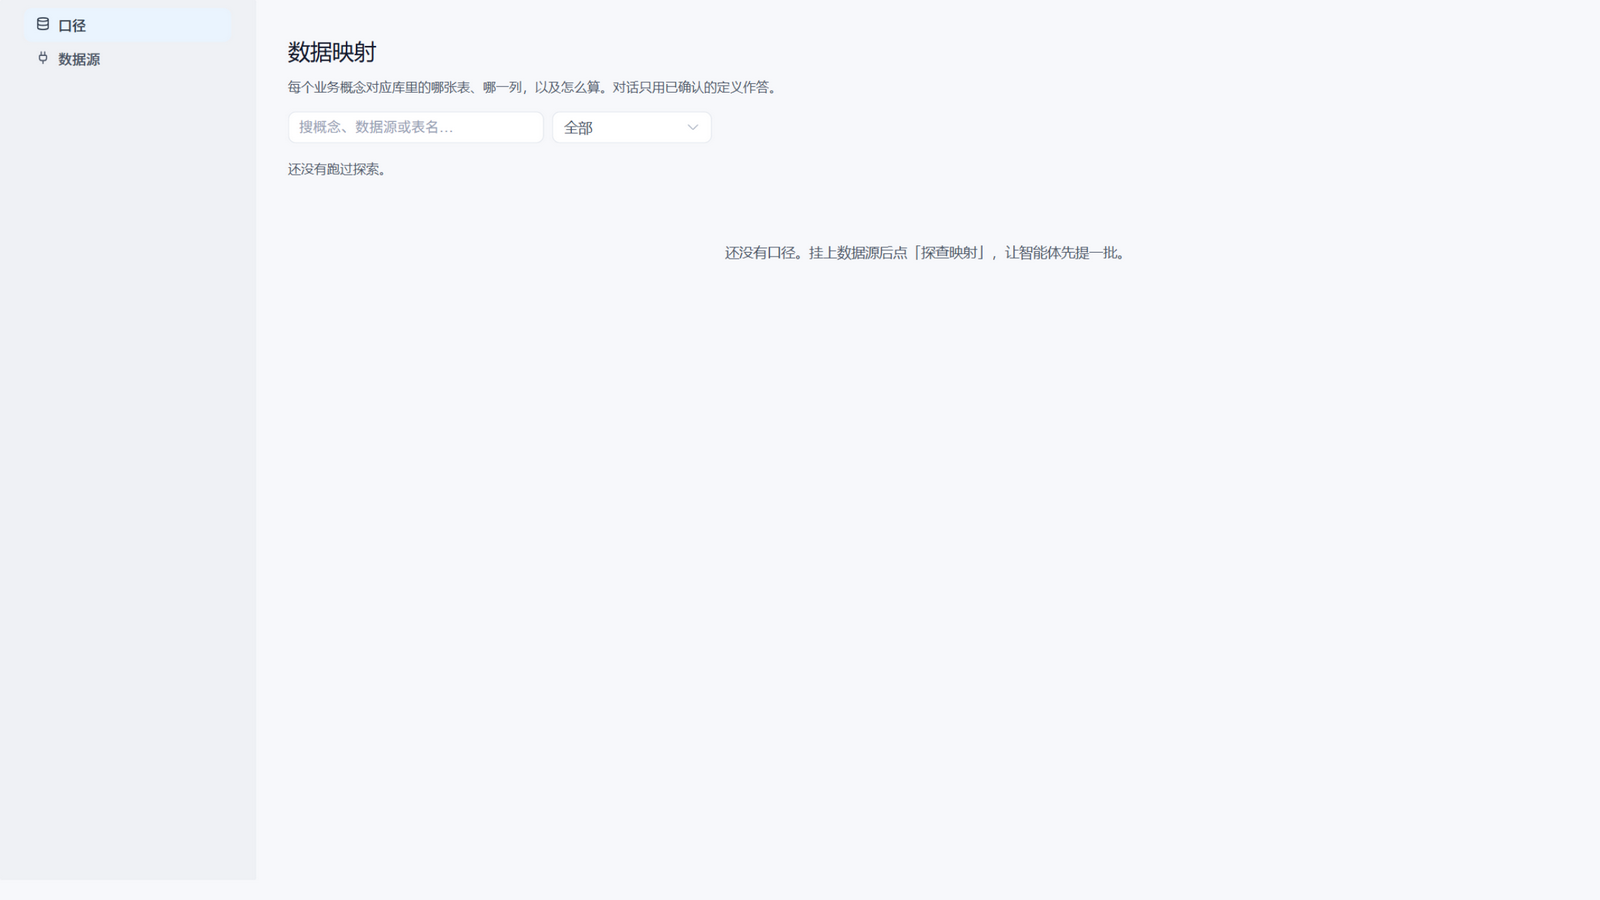 口径
数据源
数据映射
每个业务概念对应库里的哪张表、哪一列，以及怎么算。对话只用已确认的定义作答。
搜概念、数据源或表名...
全部
还没有跑过探索。
还没有口径。挂上数据源后点「探查映射」，让智能体先提一批。